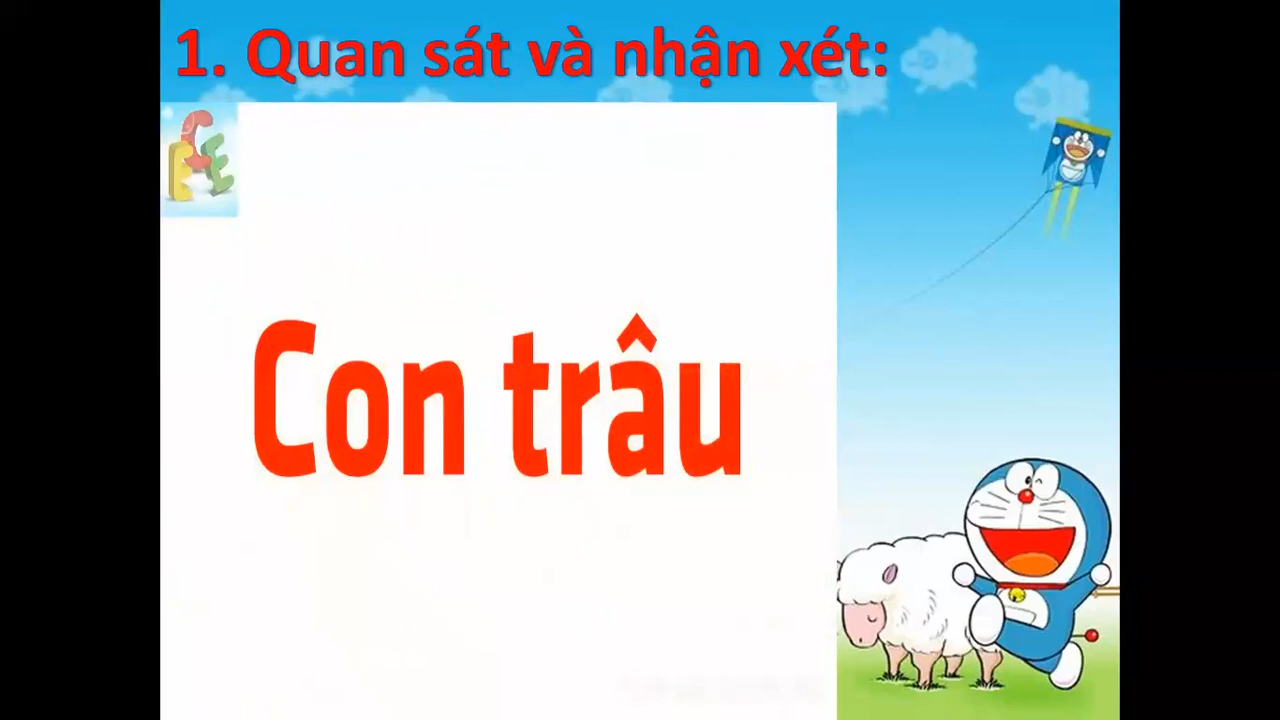 1. Quan sát và nhận xét:
Con trâu